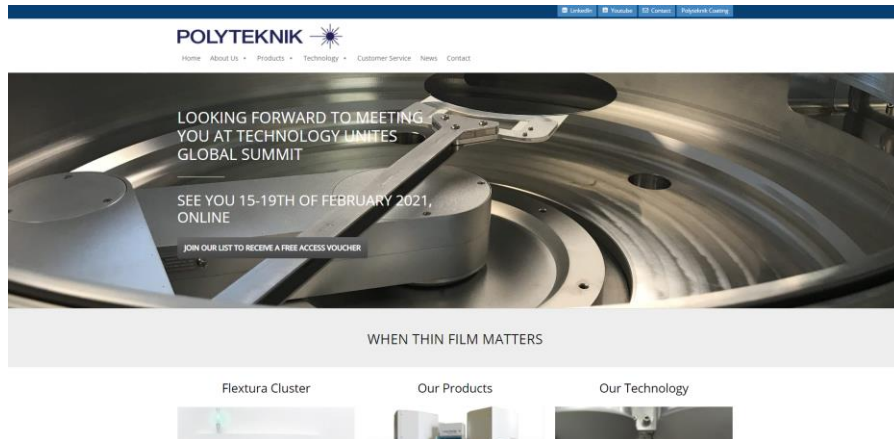 LinkedIn Youtube Contact Polyteknik Coating
POLYTEKNIK
Home About Us Products Technology Customer Service News Contact
LOOKING FORWARD TO MEETING
YOU AT TECHNOLOGY UNITES
GLOBAL SUMMIT
SEE YOU 15-19TH OF FEBRUARY 2021,
ONLINE
JOIN OUR LIST TO RECEIVE A FREE ACCESS VOUCHER
WHEN THIN FILM MATTERS
Flextura Cluster Our Products Our Technology